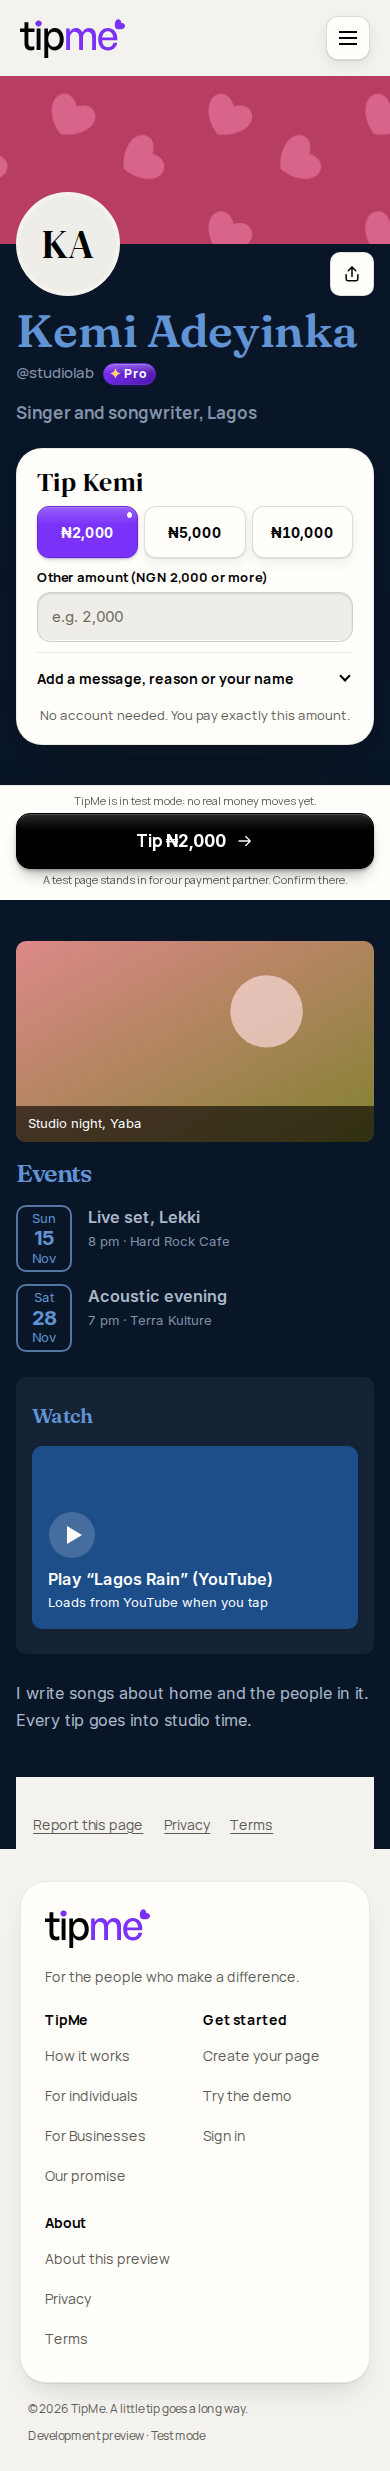 tipme
KA
Kemi Adeyinka
@studiolab Pro
Singer and songwriter, Lagos
Tip Kemi
₦2,000 ₦5,000 ₦10,000
Other amount (NGN 2,000 or more)
e.g. 2,000
Add a message, reason or your name
No account needed. You pay exactly this amount.
TipMe is in test mode: no real money moves yet.
Tip ₦2,000 →
A test page stands in for our payment partner. Confirm there.
Studio night, Yaba
Events
Sun
15
Nov
Live set, Lekki
8 pm · Hard Rock Cafe
Sat
28
Nov
Acoustic evening
7 pm · Terra Kulture
Watch
Play “Lagos Rain” (YouTube)
Loads from YouTube when you tap
I write songs about home and the people in it.
Every tip goes into studio time.
Report this page Privacy Terms
tipme
For the people who make a difference.
TipMe
How it works
For individuals
For Businesses
Our promise
Get started
Create your page
Try the demo
Sign in
About
About this preview
Privacy
Terms
© 2026 TipMe. A little tip goes a long way.
Development preview · Test mode